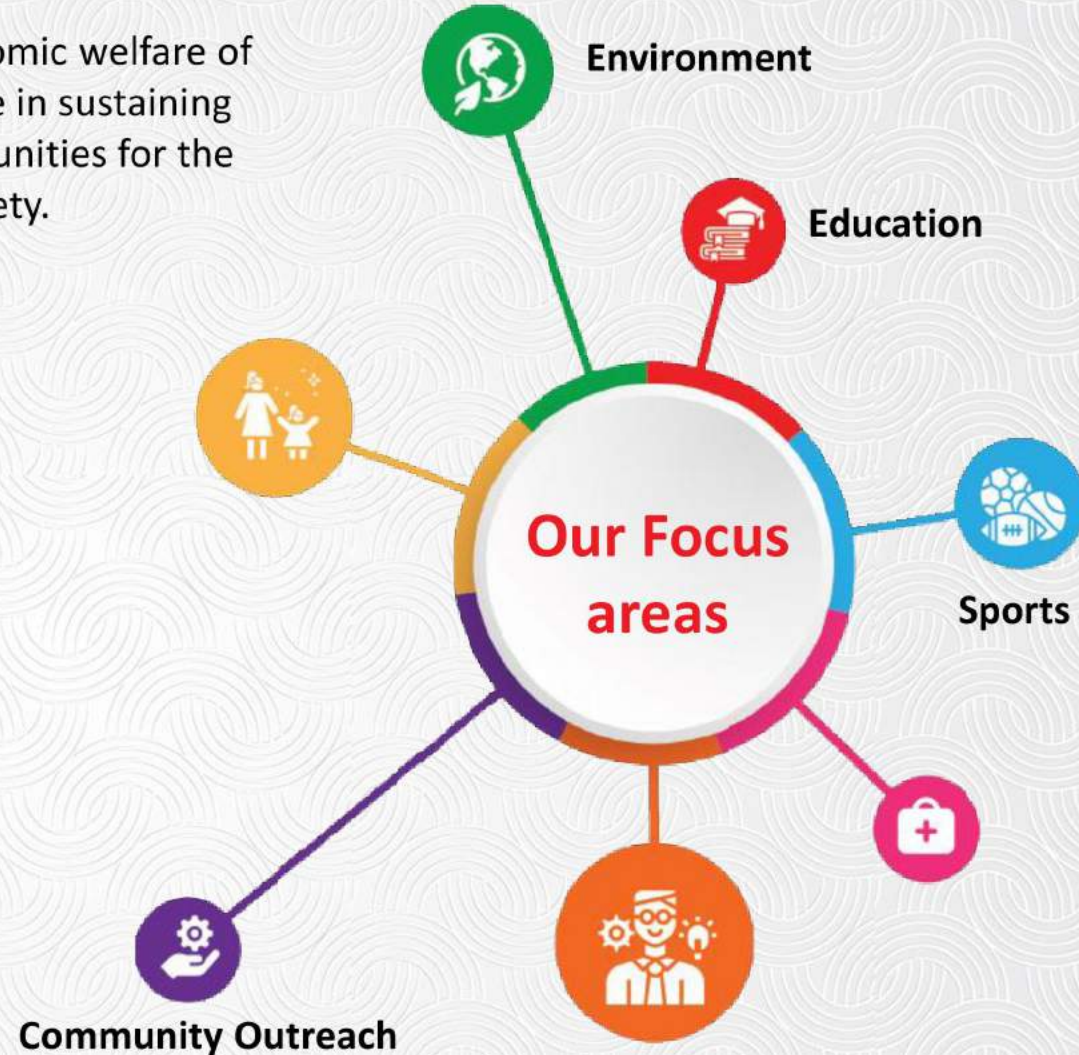 omic welfare of
e in sustaining
unities for the
ety.
Environment
Education
Our Focus
areas
Sports
Community Outreach